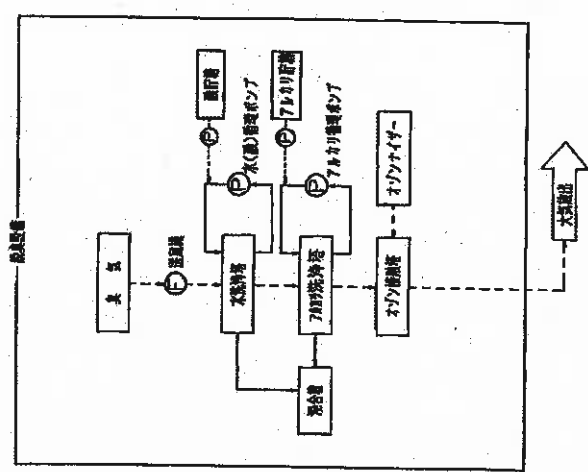 脱臭設備
臭気
F
送風機
水洗浄塔
P
水(酸)循環ポンプ
P
酸貯槽
アルカリ洗浄塔
P
アルカリ循環ポンプ
P
アルカリ貯槽
混合槽
オゾン接触塔
オゾンナイザー
大気放出